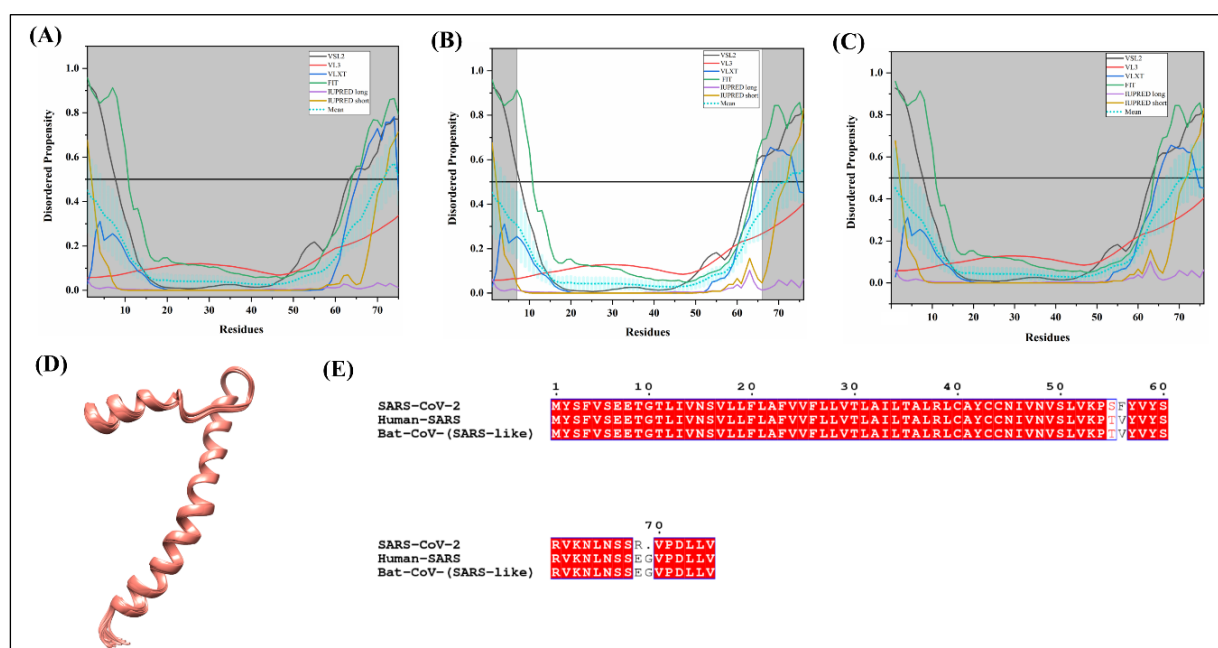 (A)
1.0
0.8
0.6
0.4
0.2
0.0
Disordered Propensity
10 20 30 40 50 60 70
Residues
VSL2
VL3
VLXT
FIT
IUPRED long
IUPRED short
Mean
(B)
1.0
0.8
0.6
0.4
0.2
0.0
Disordered Propensity
10 20 30 40 50 60 70
Residues
VSL2
VL3
VLXT
FIT
IUPRED long
IUPRED short
Mean
(C)
1.0
0.8
0.6
0.4
0.2
0.0
Disordered Propensity
10 20 30 40 50 60 70
Residues
VSL2
VL3
VLXT
FIT
IUPRED long
IUPRED short
Mean
(D)
(E)
1 10 20 30 40 50 60
SARS-CoV-2 MYSFVSEETGTLIVNSVLLFLAFVVFLLVTLAILTALRLCAYCCNIVNVSLVKPSFYVYS
Human-SARS MYSFVSEETGTLIVNSVLLFLAFVVFLLVTLAILTALRLCAYCCNIVNVSLVKPTVYVYS
Bat-CoV-(SARS-like) MYSFVSEETGTLIVNSVLLFLAFVVFLLVTLAILTALRLCAYCCNIVNVSLVKPTVYVYS
70
SARS-CoV-2 RVKNLNSSR.VPDLLV
Human-SARS RVKNLNSSEGVPDLLV
Bat-CoV-(SARS-like) RVKNLNSSEGVPDLLV